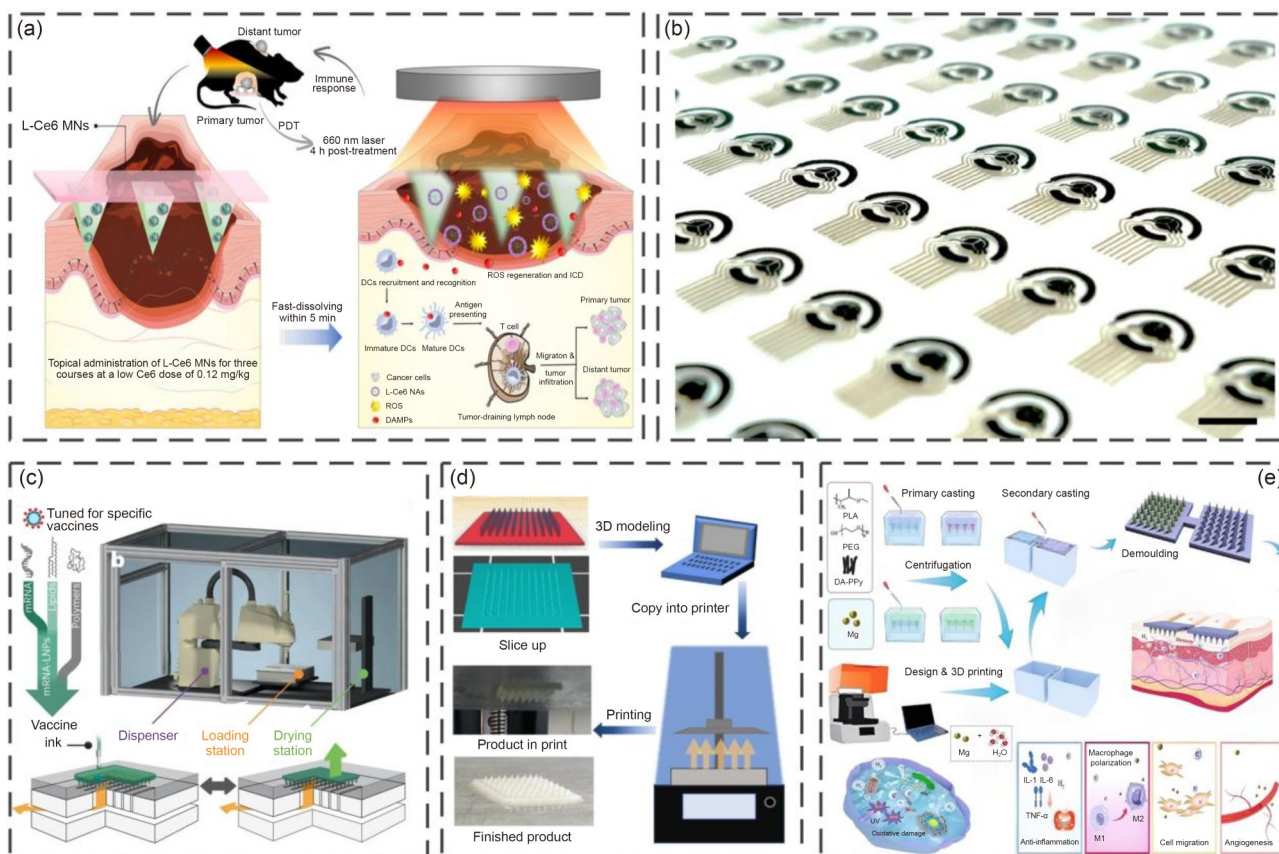 (a)
Distant tumor
Immune
response
L-Ce6 MNs
Primary tumor
PDT
660 nm laser
4 h post-treatment
Fast-dissolving
within 5 min
Topical administration of L-Ce6 MNs for three
courses at a low Ce6 dose of 0.12 mg/kg
ROS regeneration and ICD
DCs recruitment and recognition
Antigen
presenting
Immature DCs
Mature DCs
T cell
Migraton &
tumor
infiltration
Primary
tumor
Distant
tumor
Cancer cells
L-Ce6 NAs
ROS
DAMPs
Tumor-draining lymph node
(b)
(c)
Tuned for specific
vaccines
b
mRNA
Lipids
Polymers
mRNA-LNPs
Vaccine
ink
Dispenser
Loading
station
Drying
station
(d)
3D modeling
Slice up
Copy into printer
Printing
Product in print
Finished product
(e)
PLA
PEG
DA-PPy
Mg
Primary casting
Secondary casting
Centrifugation
Demoulding
Design & 3D printing
Mg
+
H₂O
UV
Oxidative damage
IL-1
IL-6
H₂
TNF-α
Anti-inflammation
Macrophage
polarization
M1
M2
Cell migration
Angiogenesis